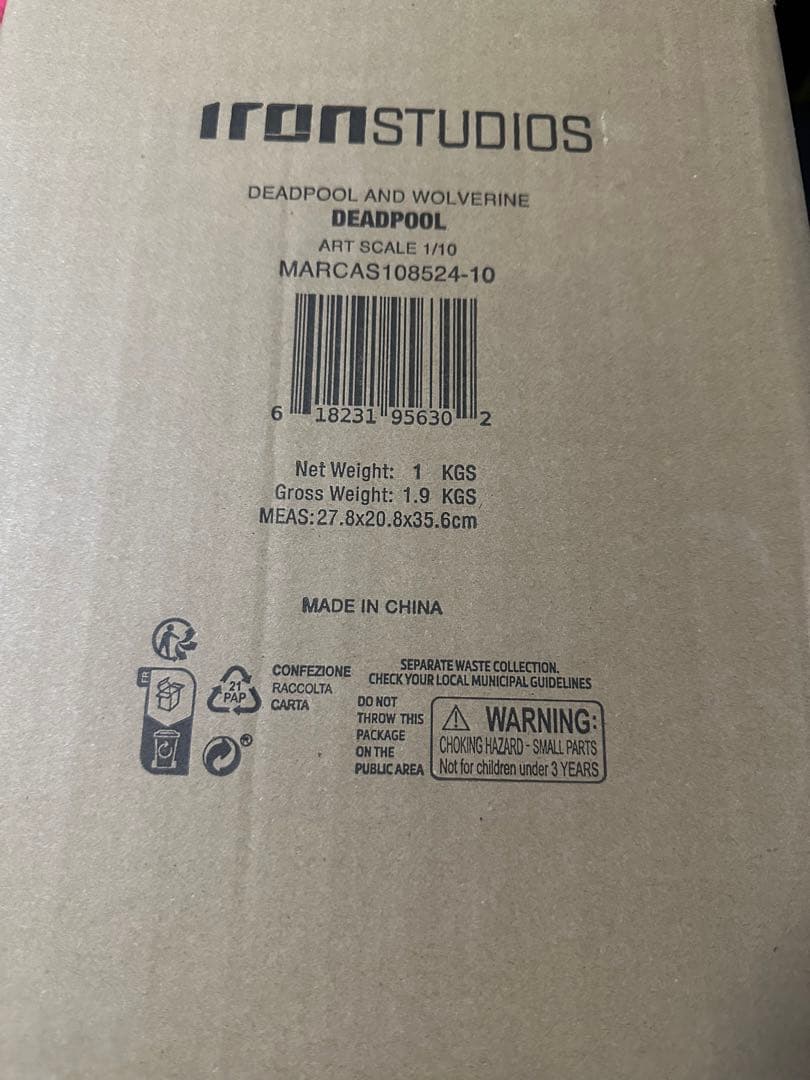 IronSTUDIOS
DEADPOOL AND WOLVERINE
DEADPOOL
ART SCALE 1/10
MARCAS108524-10
6 18231 95630 2
Net Weight: 1 KGS
Gross Weight: 1.9 KGS
MEAS:27.8x20.8x35.6cm
MADE IN CHINA
FR
21
PAP
CONFEZIONE
RACCOLTA
CARTA
SEPARATE WASTE COLLECTION.
CHECK YOUR LOCAL MUNICIPAL GUIDELINES
DO NOT
THROW THIS
PACKAGE
ON THE
PUBLIC AREA
WARNING:
CHOKING HAZARD - SMALL PARTS
Not for children under 3 YEARS
®